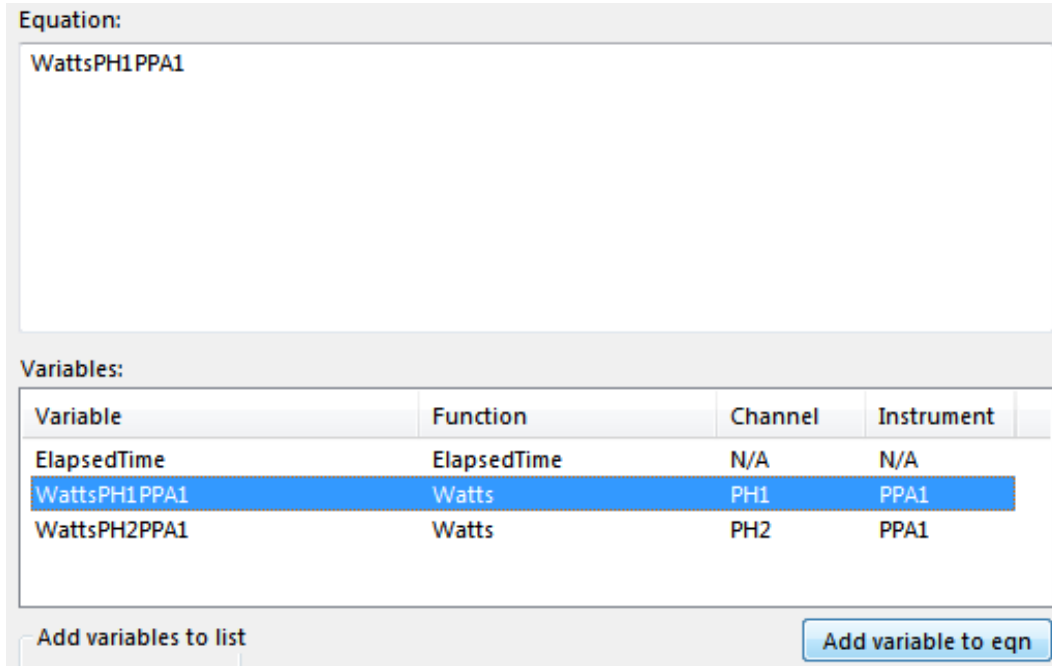 Equation:
WattsPH1PPA1
Variables:
Variable Function Channel Instrument
ElapsedTime ElapsedTime N/A N/A
WattsPH1PPA1 Watts PH1 PPA1
WattsPH2PPA1 Watts PH2 PPA1
Add variables to list
Add variable to eqn